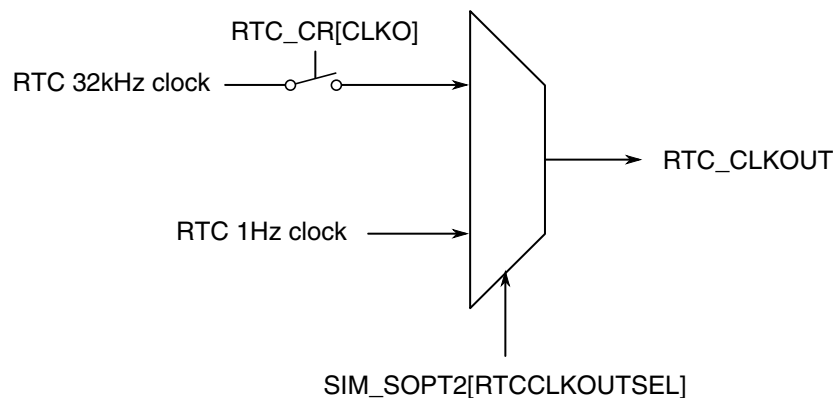 RTC_CR[CLKO]
RTC 32kHz clock
RTC_CLKOUT
RTC 1Hz clock
SIM_SOPT2[RTCCLKOUTSEL]